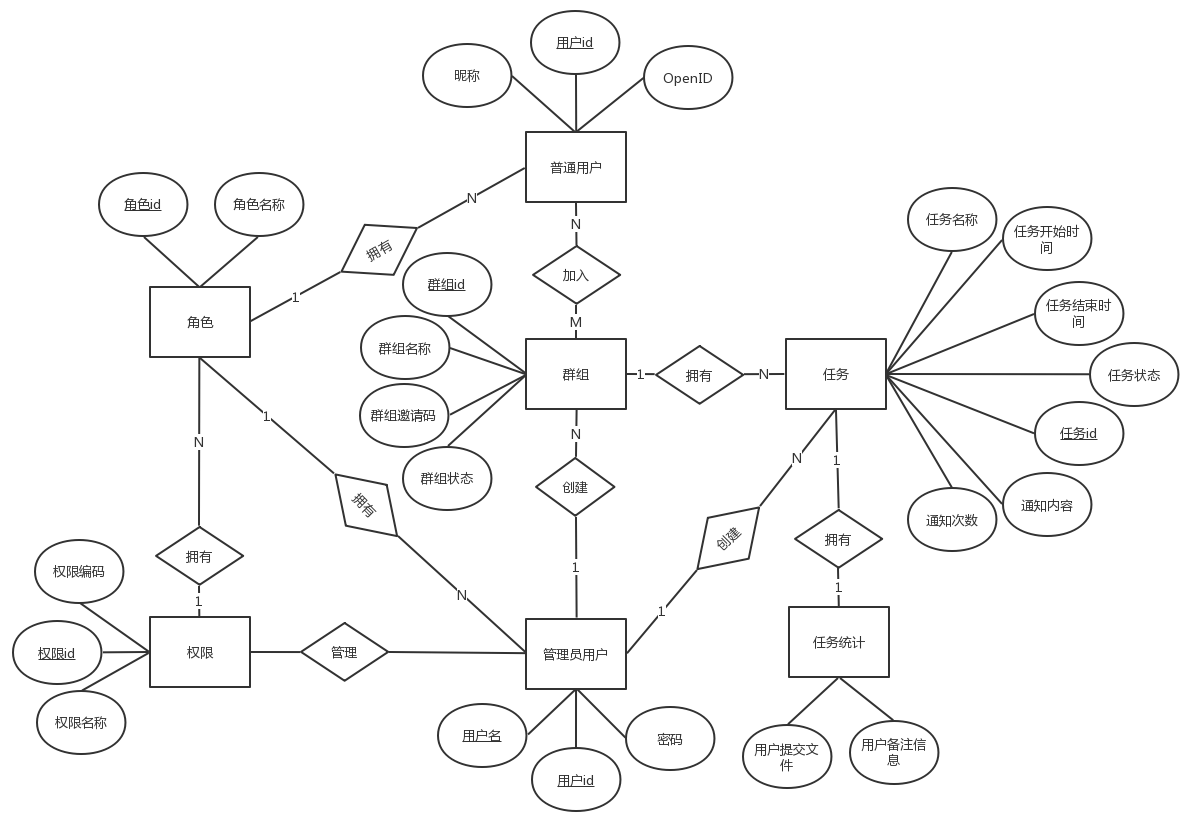 用户id
昵称
OpenID
普通用户
N
N
拥有
1
角色id
角色名称
角色
加入
M
群组id
群组名称
群组邀请码
群组状态
群组
1
拥有
N
任务
任务名称
任务开始时
间
任务结束时
间
任务状态
任务id
通知内容
通知次数
1
N
拥有
N
创建
1
N
创建
1
1
拥有
1
N
拥有
1
权限编码
权限id
权限名称
权限
管理
管理员用户
任务统计
用户名
用户id
密码
用户提交文
件
用户备注信
息